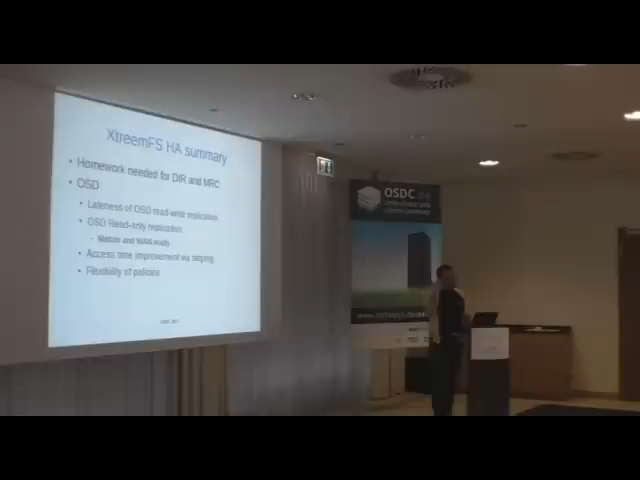 XtreemFS HA summary
• Homework needed for DIR and MRC
• OSD
• Lateness of OSD read-write replication
• OSD Read-only replication
– Mature and WAN ready
• Access time improvement via striping
• Flexibility of policies
OSDC.de